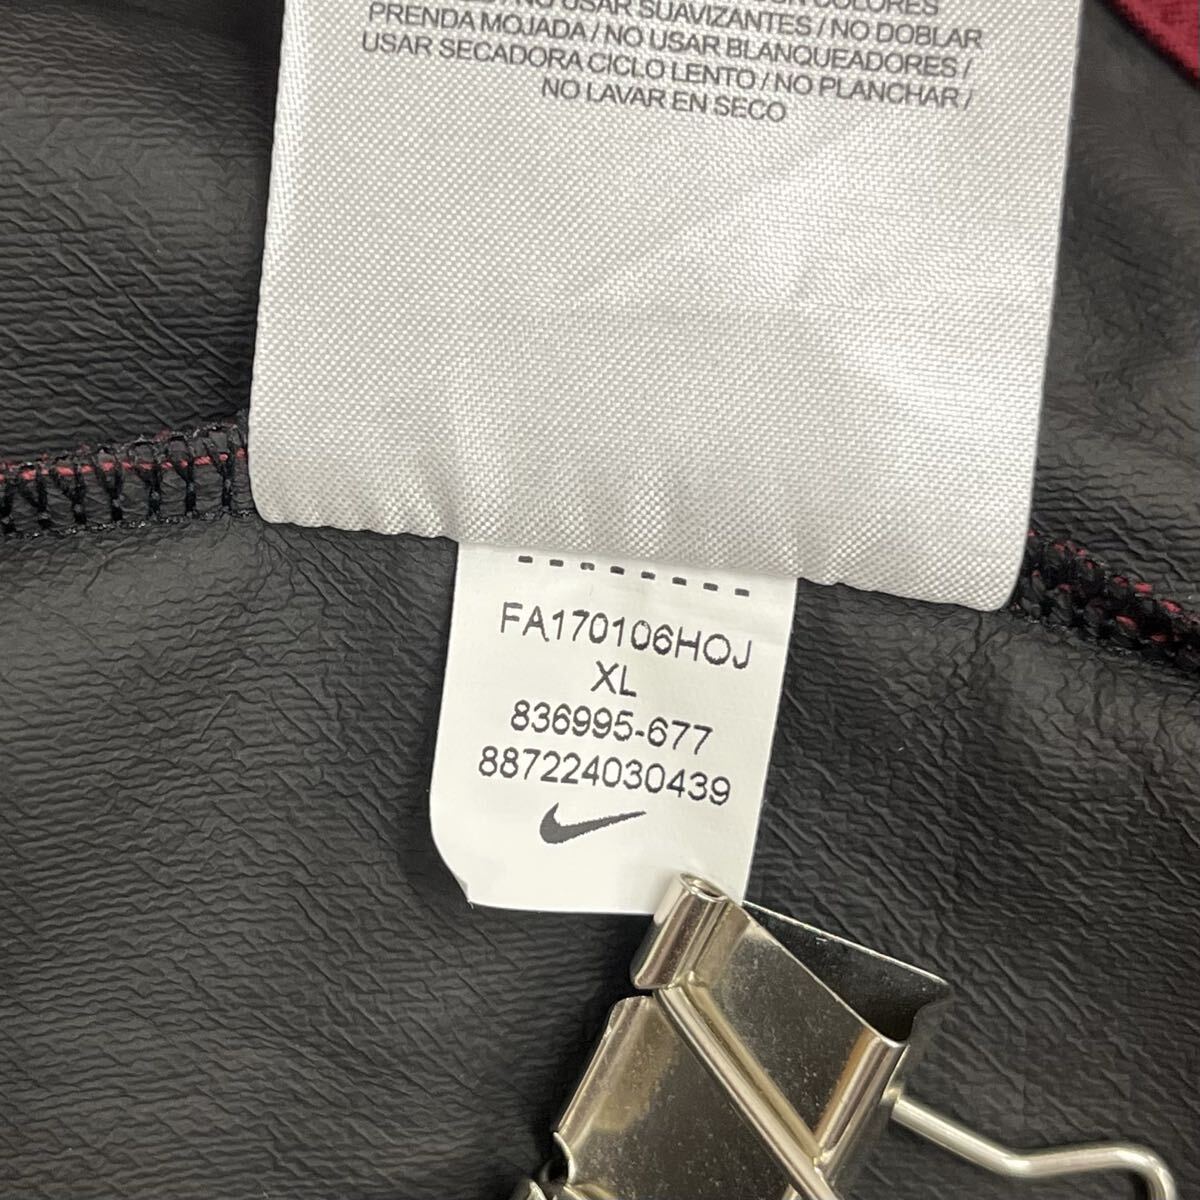 COLORES
NO USAR SUAVIZANTES / NO DOBLAR
PRENDA MOJADA / NO USAR BLANQUEADORES /
USAR SECADORA CICLO LENTO / NO PLANCHAR /
NO LAVAR EN SECO
FA170106HOJ
XL
836995-677
887224030439